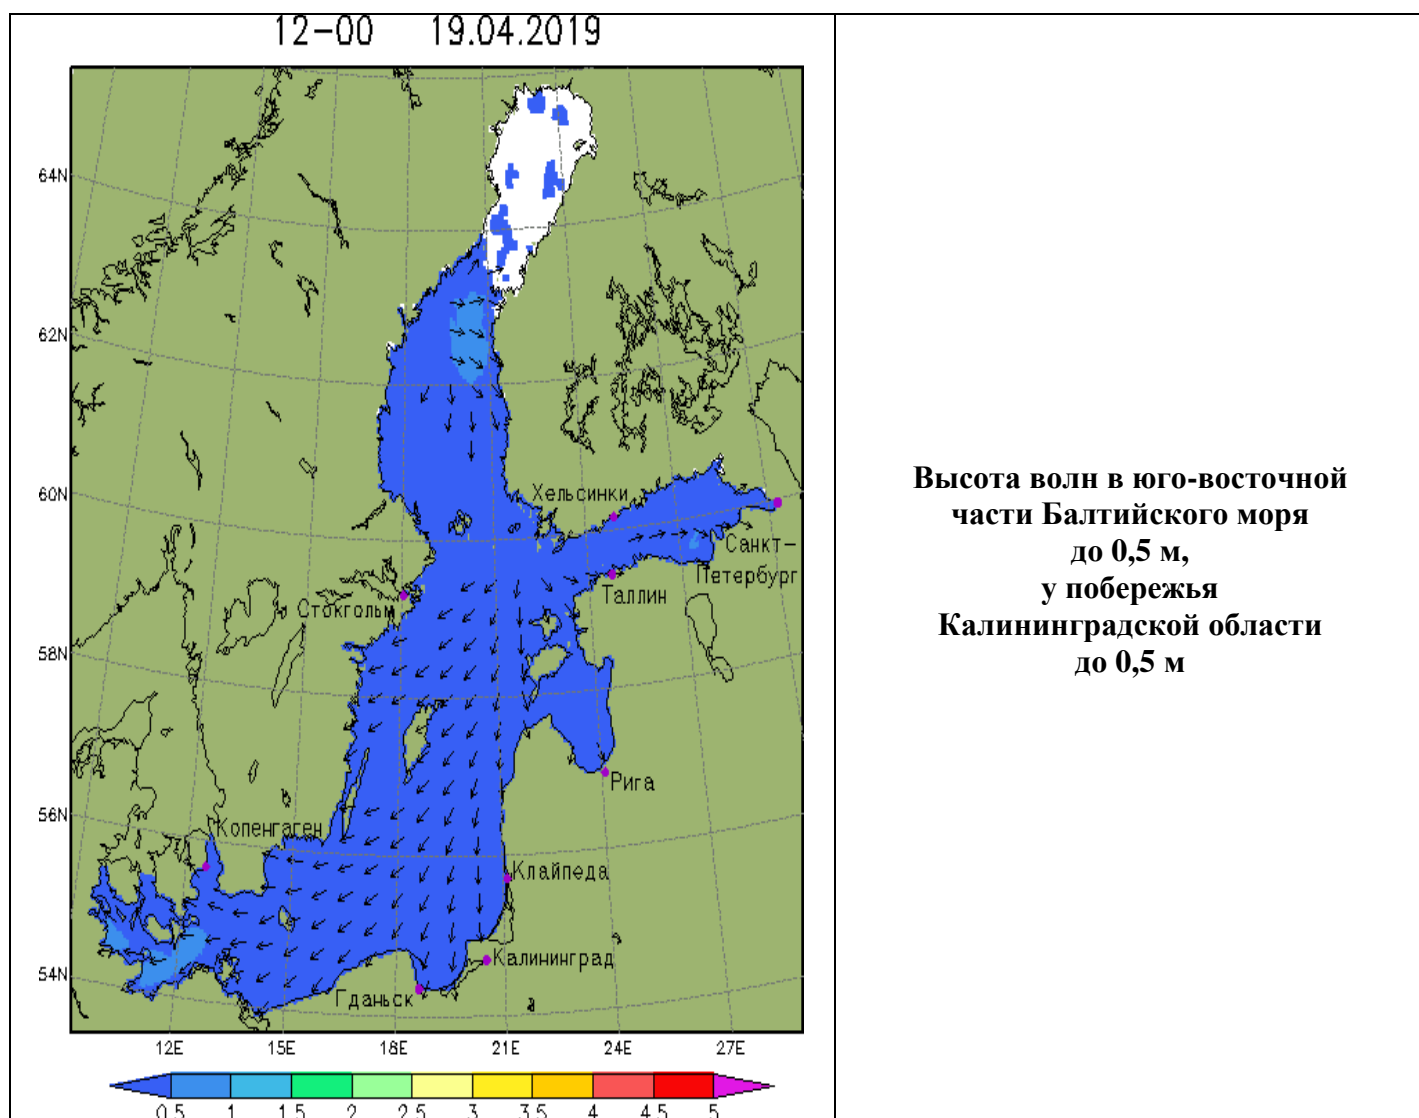 12-00 19.04.2019
64N
62N
60N
58N
56N
54N
Хельсинки
Санкт-
Петербург
Таллин
Стокгольм
Рига
Копенгаген
Клайпеда
Калининград
Гданьск
12E 15E 18E 21E 24E 27E
0.5 1 1.5 2 2.5 3 3.5 4 4.5 5
Высота волн в юго-восточной
части Балтийского моря
до 0,5 м,
у побережья
Калининградской области
до 0,5 м